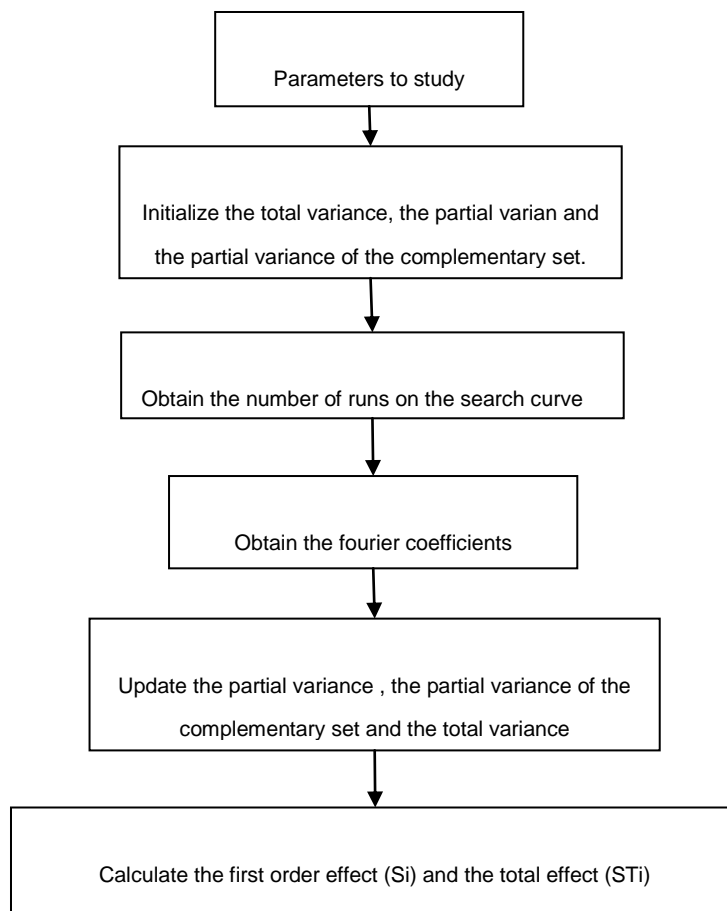 Parameters to study
Initialize the total variance, the partial varian and
the partial variance of the complementary set.
Obtain the number of runs on the search curve
Obtain the fourier coefficients
Update the partial variance , the partial variance of the
complementary set and the total variance
Calculate the first order effect (Si) and the total effect (STi)